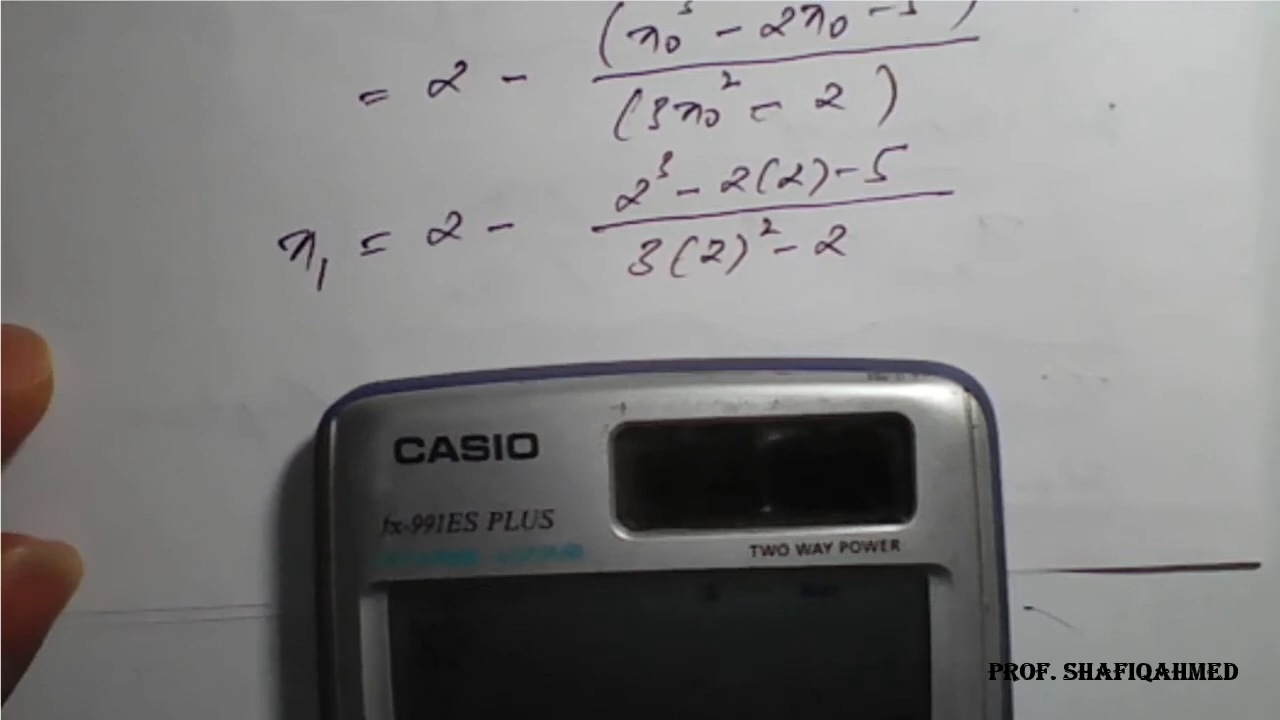 = 2 - (x₀³ - 2x₀ - 5)
(3x₀² - 2)
x₁ = 2 - 2³ - 2(2) - 5
3(2)² - 2
CASIO
fx-991ES PLUS
TWO WAY POWER
PROF. SHAFIQAHMED